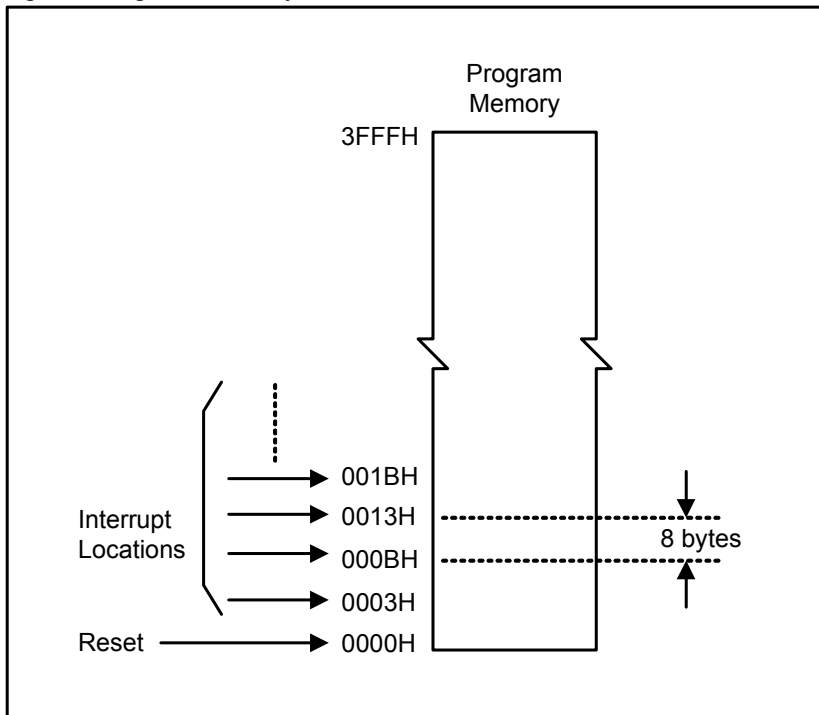 Program
Memory
3FFFH
001BH
0013H
Interrupt
Locations
8 bytes
000BH
0003H
Reset
0000H